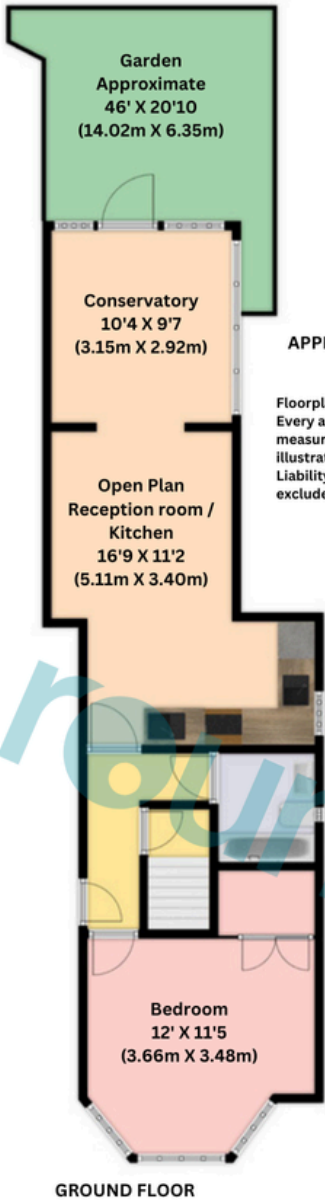 Garden
Approximate
46' X 20'10
(14.02m X 6.35m)
Conservatory
10'4 X 9'7
(3.15m X 2.92m)
APP
Floorpl
Every a
measur
illustrat
Liability
exclude
Open Plan
Reception room /
Kitchen
16'9 X 11'2
(5.11m X 3.40m)
roun
Bedroom
12' X 11'5
(3.66m X 3.48m)
GROUND FLOOR